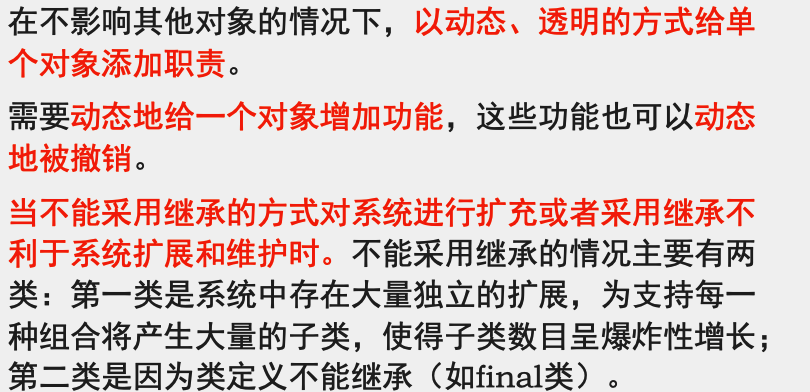 在不影响其他对象的情况下，以动态、透明的方式给单
个对象添加职责。
需要动态地给一个对象增加功能，这些功能也可以动态
地被撤销。
当不能采用继承的方式对系统进行扩充或者采用继承不
利于系统扩展和维护时。不能采用继承的情况主要有两
类：第一类是系统中存在大量独立的扩展，为支持每一
种组合将产生大量的子类，使得子类数目呈爆炸性增长；
第二类是因为类定义不能继承（如final类）。